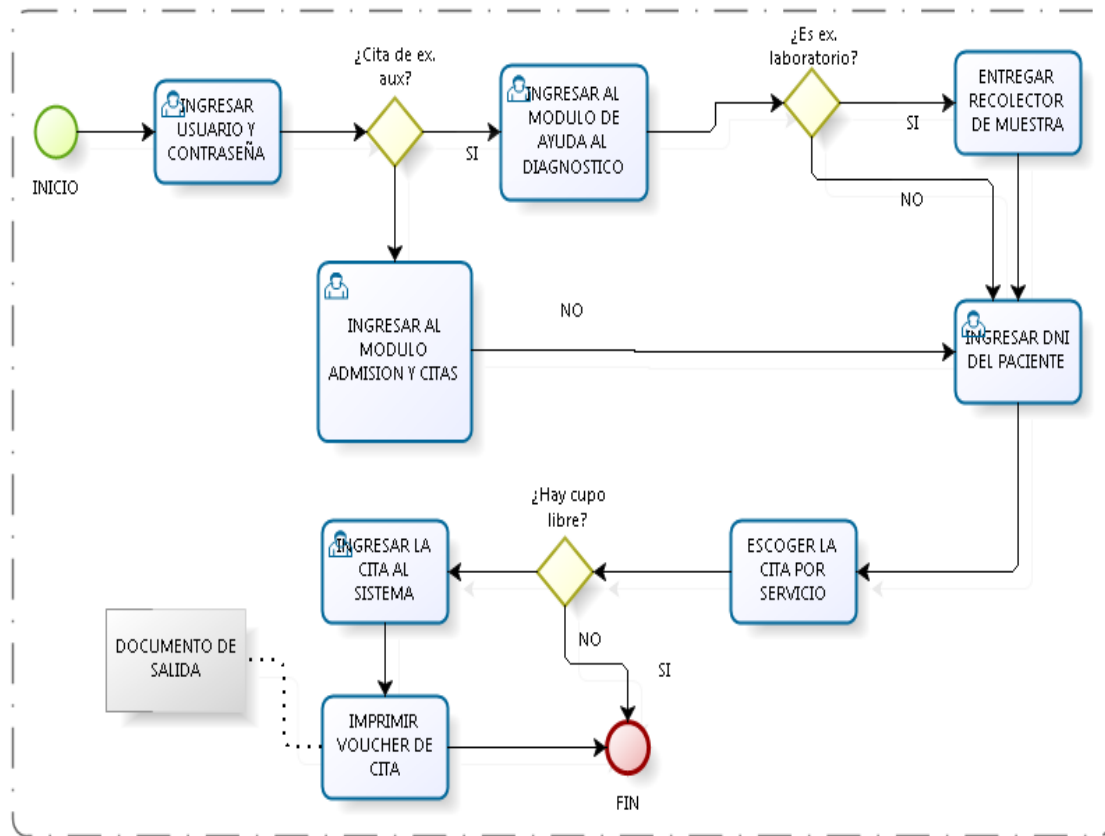 ¿Cita de ex.
aux?
¿Es ex.
laboratorio?
INGRESAR
USUARIO Y
CONTRASEÑA
INGRESAR AL
MODULO DE
AYUDA AL
DIAGNOSTICO
ENTREGAR
RECOLECTOR
DE MUESTRA
SI
SI
INICIO
NO
INGRESAR AL
MODULO
ADMISION Y CITAS
NO
INGRESAR DNI
DEL PACIENTE
¿Hay cupo
libre?
INGRESAR LA
CITA AL
SISTEMA
ESCOGER LA
CITA POR
SERVICIO
DOCUMENTO DE
SALIDA
NO
SI
IMPRIMIR
VOUCHER DE
CITA
FIN